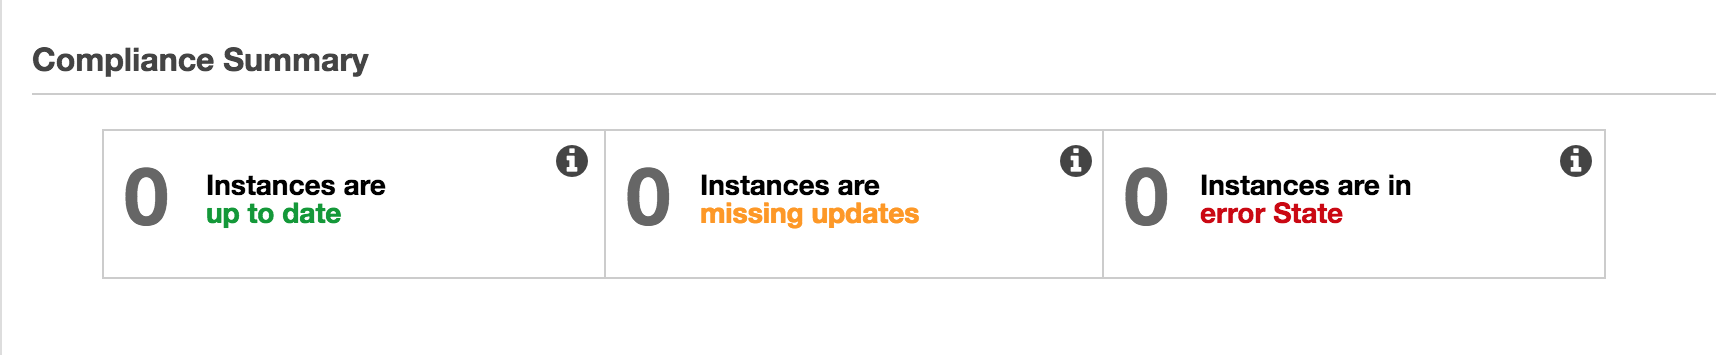 Compliance Summary
0
Instances are
up to date
0
Instances are
missing updates
0
Instances are in
error State